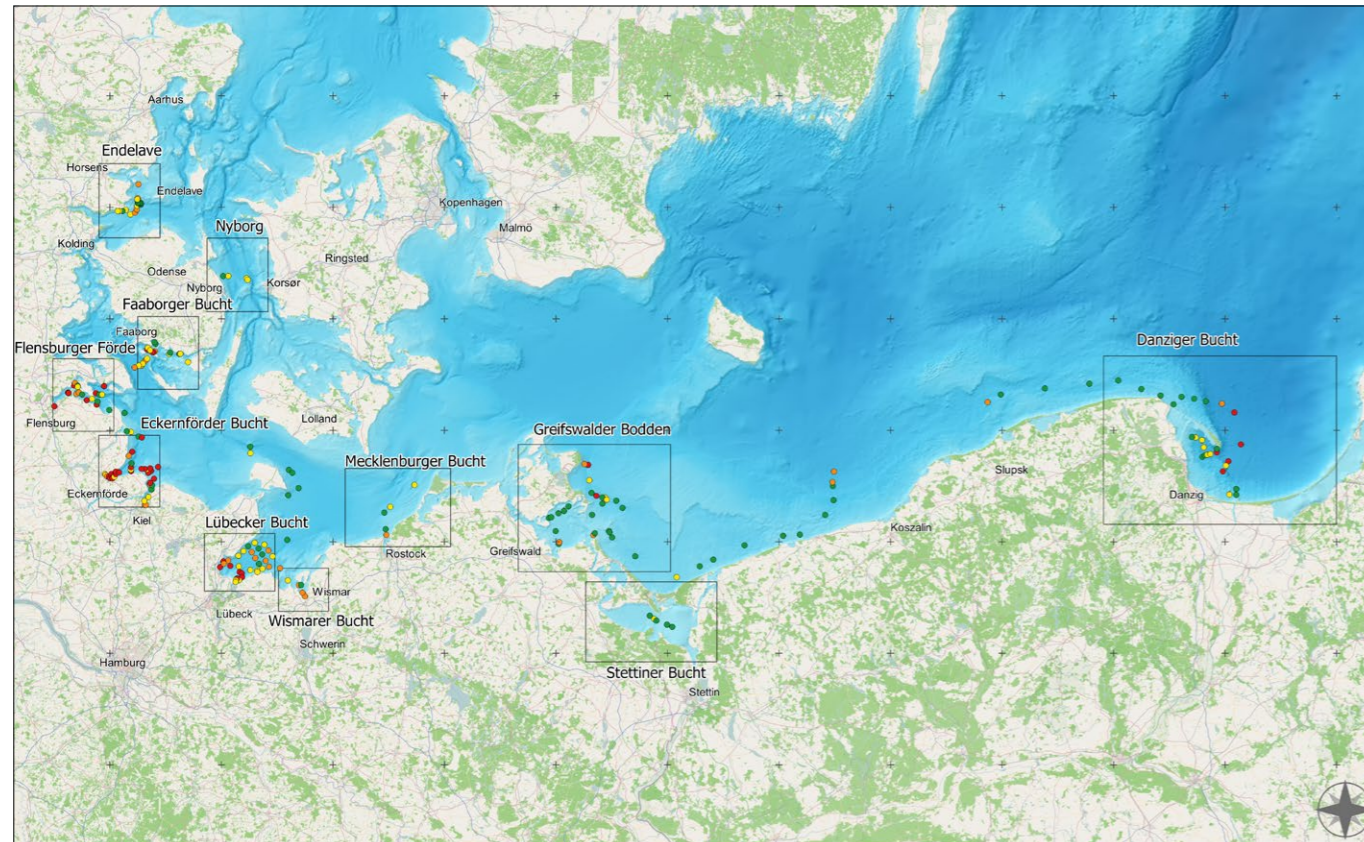 Aarhus
Endelave
Horsens
Endelave
Kopenhagen
Malmö
Kolding
Nyborg
Ringsted
Odense
Nyborg
Korsør
Faaborger Bucht
Faaborg
Danziger Bucht
Flensburger Förde
Flensburg
Lolland
Eckernförder Bucht
Greifswalder Bodden
Mecklenburger Bucht
Eckernförde
Slupsk
Danzig
Kiel
Lübecker Bucht
Koszalin
Rostock
Greifswald
Wismar
Lübeck
Wismarer Bucht
Schwerin
Hamburg
Stettiner Bucht
Stettin